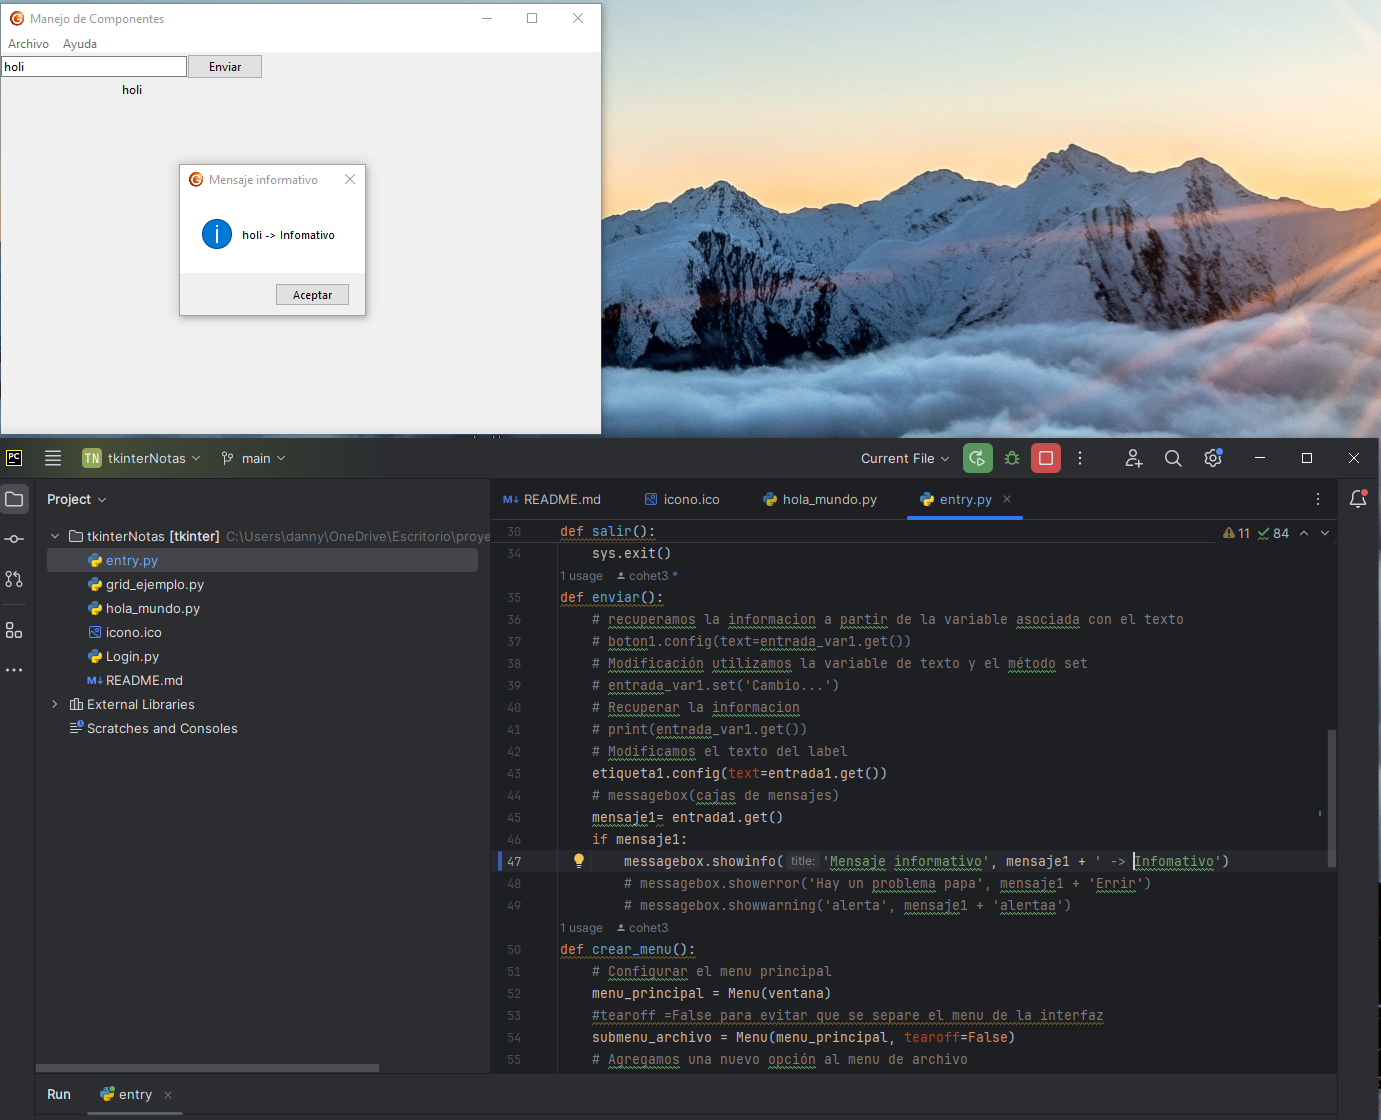 Manejo de Componentes
Archivo Ayuda
holi Enviar
holi
Mensaje informativo
holi -> Infomativo
Aceptar
PC TN tkinterNotas main Current File
Project
README.md icono.ico hola_mundo.py entry.py
tkinterNotas [tkinter] C:\Users\danny\OneDrive\Escritorio\proye
entry.py
grid_ejemplo.py
hola_mundo.py
icono.ico
Login.py
README.md
External Libraries
Scratches and Consoles
30 def salir(): 11 84
34 sys.exit()
1 usage cohet3 *
35 def enviar():
36 # recuperamos la informacion a partir de la variable asociada con el texto
37 # boton1.config(text=entrada_var1.get())
38 # Modificación utilizamos la variable de texto y el método set
39 # entrada_var1.set('Cambio...')
40 # Recuperar la informacion
41 # print(entrada_var1.get())
42 # Modificamos el texto del label
43 etiqueta1.config(text=entrada1.get())
44 # messagebox(cajas de mensajes)
45 mensaje1= entrada1.get() '
46 if mensaje1:
47 messagebox.showinfo( title: 'Mensaje informativo', mensaje1 + ' -> Infomativo')
48 # messagebox.showerror('Hay un problema papa', mensaje1 + 'Errir')
49 # messagebox.showwarning('alerta', mensaje1 + 'alertaa')
1 usage cohet3
50 def crear_menu():
51 # Configurar el menu principal
52 menu_principal = Menu(ventana)
53 #tearoff =False para evitar que se separe el menu de la interfaz
54 submenu_archivo = Menu(menu_principal, tearoff=False)
55 # Agregamos una nuevo opción al menu de archivo
Run entry